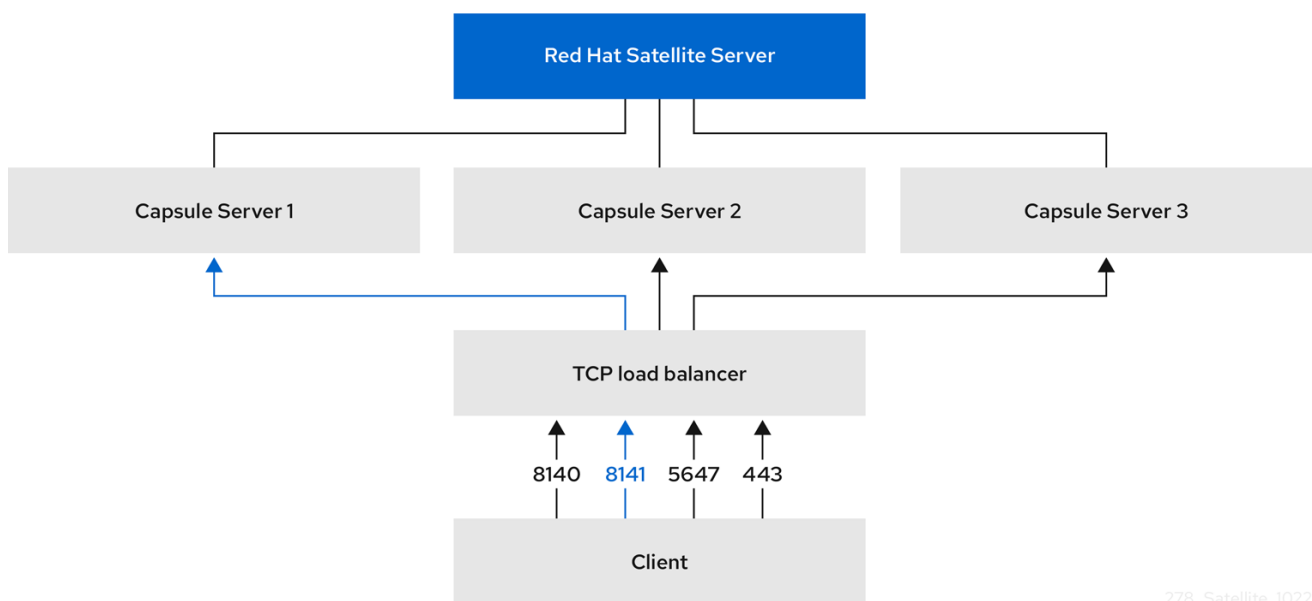 Red Hat Satellite Server
Capsule Server 1
Capsule Server 2
Capsule Server 3
TCP load balancer
8140
8141
5647
443
Client
278_Satellite_1022